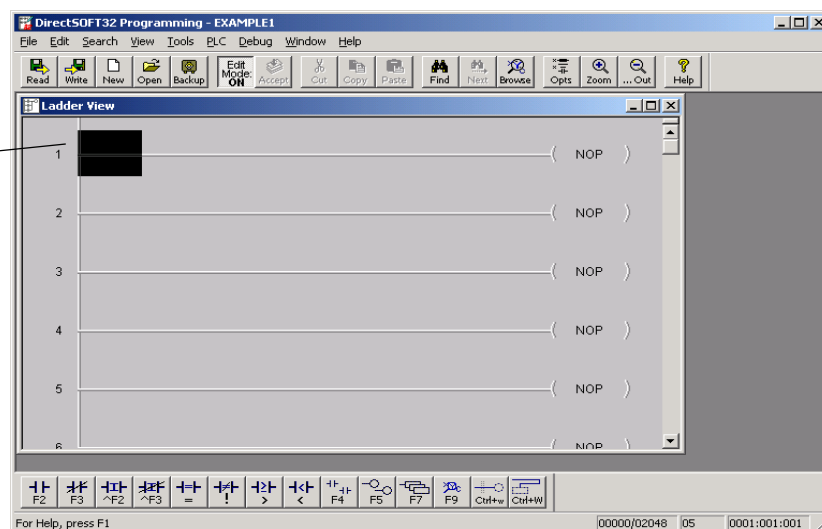 DirectSOFT32 Programming - EXAMPLE1
File Edit Search View Tools PLC Debug Window Help
Read Write New Open Backup Edit Mode: ON Accept Cut Copy Paste Find Next Browse Opts Zoom ... Out Help
Ladder View
1 ( NOP )
2 ( NOP )
3 ( NOP )
4 ( NOP )
5 ( NOP )
6 ( NOP )
F2 F3 ^F2 ^F3 = ! > < F4 F5 F7 F9 Ctrl+w Ctrl+W
For Help, press F1 00000/02048 05 0001:001:001